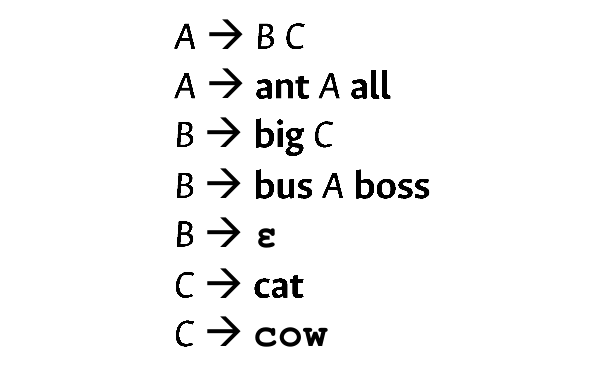 A → B C
A → ant A all
B → big C
B → bus A boss
B → ε
C → cat
C → cow